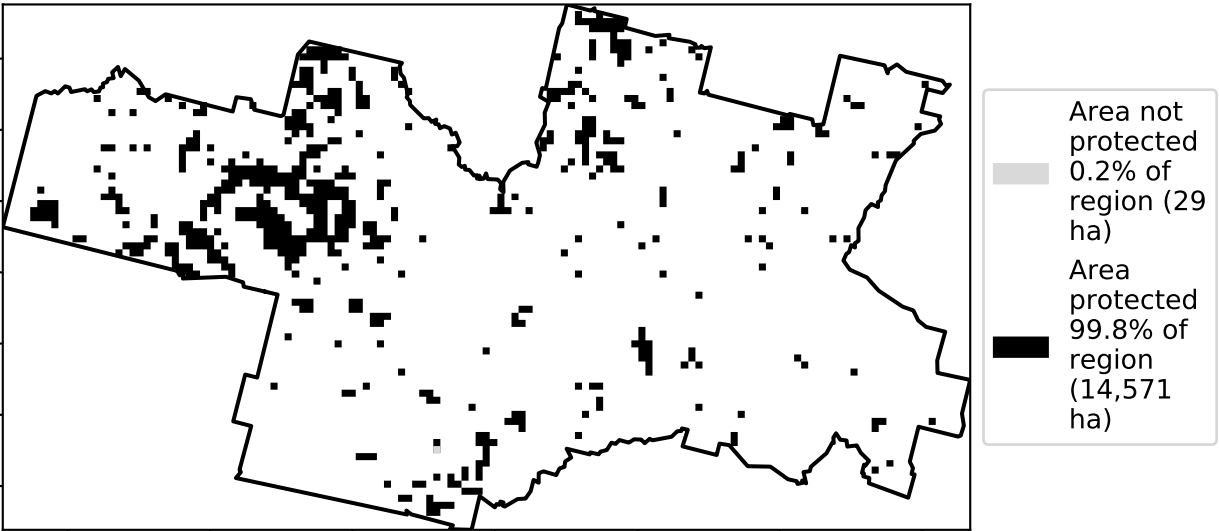 Area not
protected
0.2% of
region (29
ha)
Area
protected
99.8% of
region
(14,571
ha)